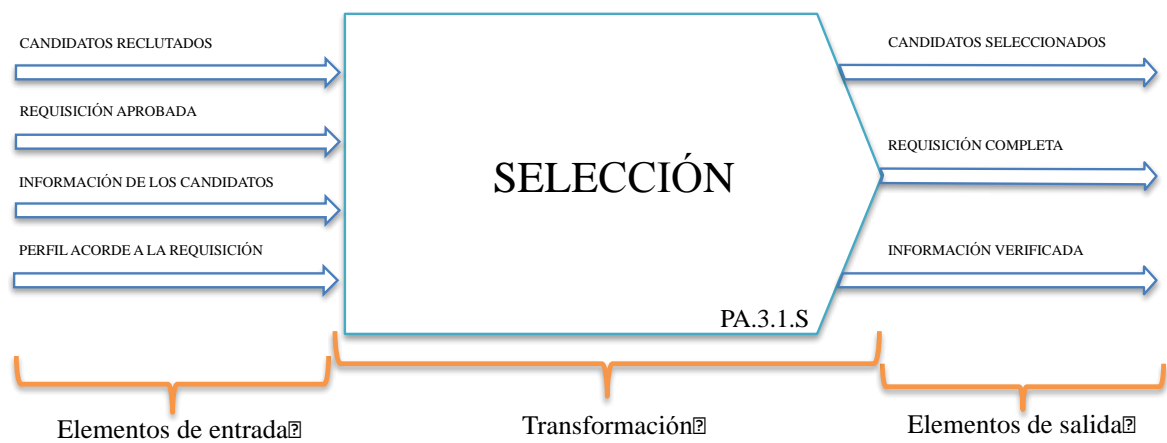 CANDIDATOS RECLUTADOS
REQUISICIÓN APROBADA
INFORMACIÓN DE LOS CANDIDATOS
PERFIL ACORDE A LA REQUISICIÓN
SELECCIÓN
PA.3.1.S
CANDIDATOS SELECCIONADOS
REQUISICIÓN COMPLETA
INFORMACIÓN VERIFICADA
Elementos de entrada⍰
Transformación⍰
Elementos de salida⍰